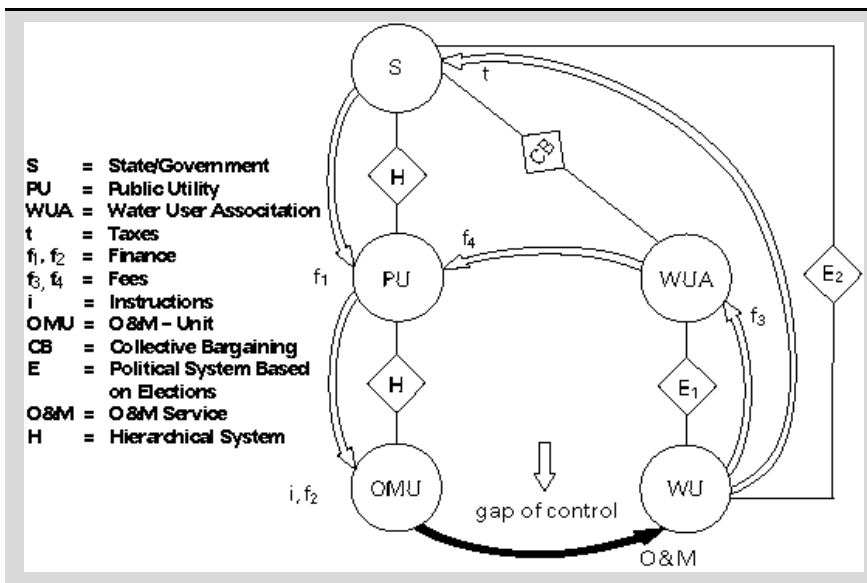 S = State/Government
PU = Public Utility
WUA = Water User Associtation
t = Taxes
f₁, f₂ = Finance
f₃, f₄ = Fees
i = Instructions
OMU = O&M – Unit
CB = Collective Bargaining
E = Political System Based
on Elections
O&M = O&M Service
H = Hierarchical System
S
t
CB
H
f₄
f₁
PU
WUA
E₂
f₃
H
E₁
i, f₂
OMU
gap of control
WU
O&M